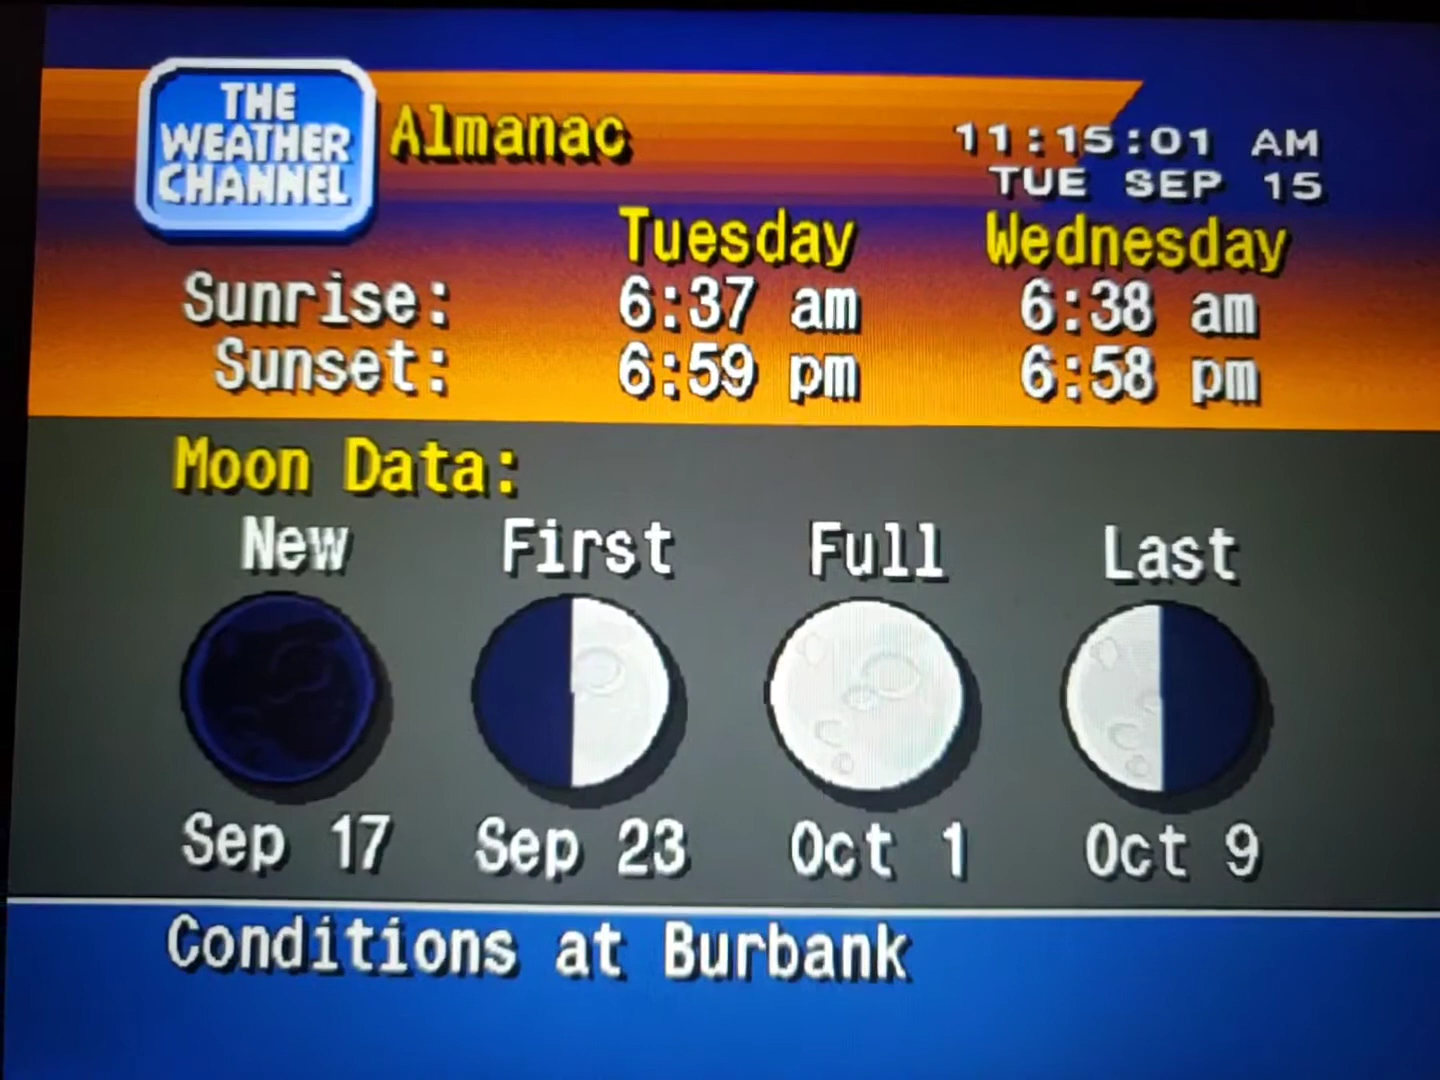 THE
WEATHER
CHANNEL
Almanac
11:15:01 AM
TUE SEP 15
Tuesday Wednesday
Sunrise: 6:37 am 6:38 am
Sunset: 6:59 pm 6:58 pm
Moon Data:
New First Full Last
Sep 17 Sep 23 Oct 1 Oct 9
Conditions at Burbank